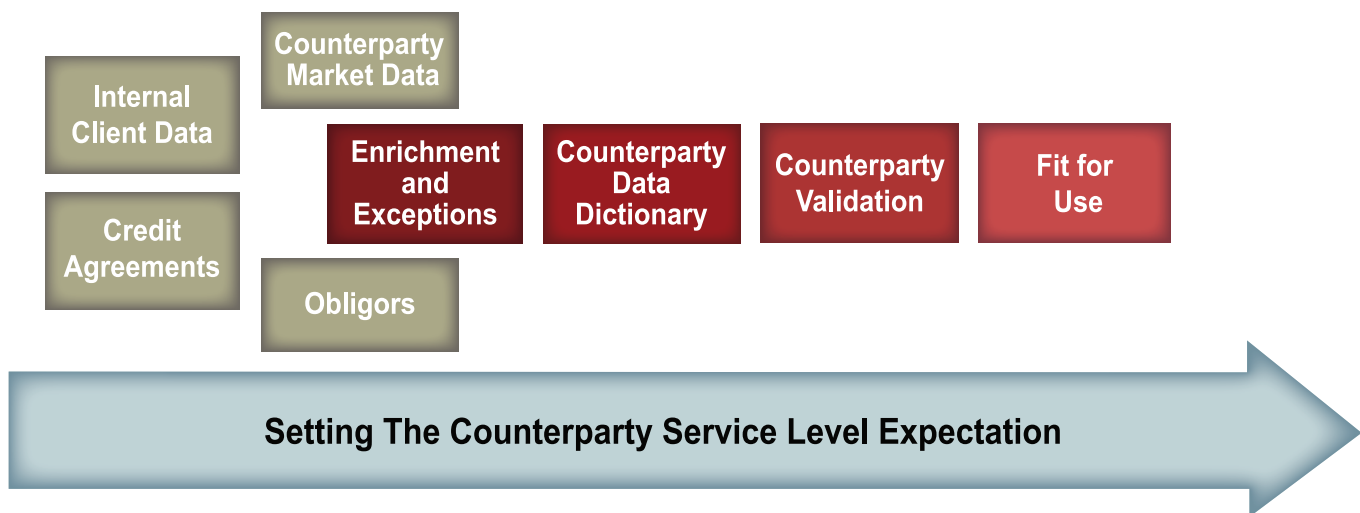 Counterparty
Market Data
Internal
Client Data
Enrichment
and
Exceptions
Counterparty
Data
Dictionary
Counterparty
Validation
Fit for
Use
Credit
Agreements
Obligors
Setting The Counterparty Service Level Expectation